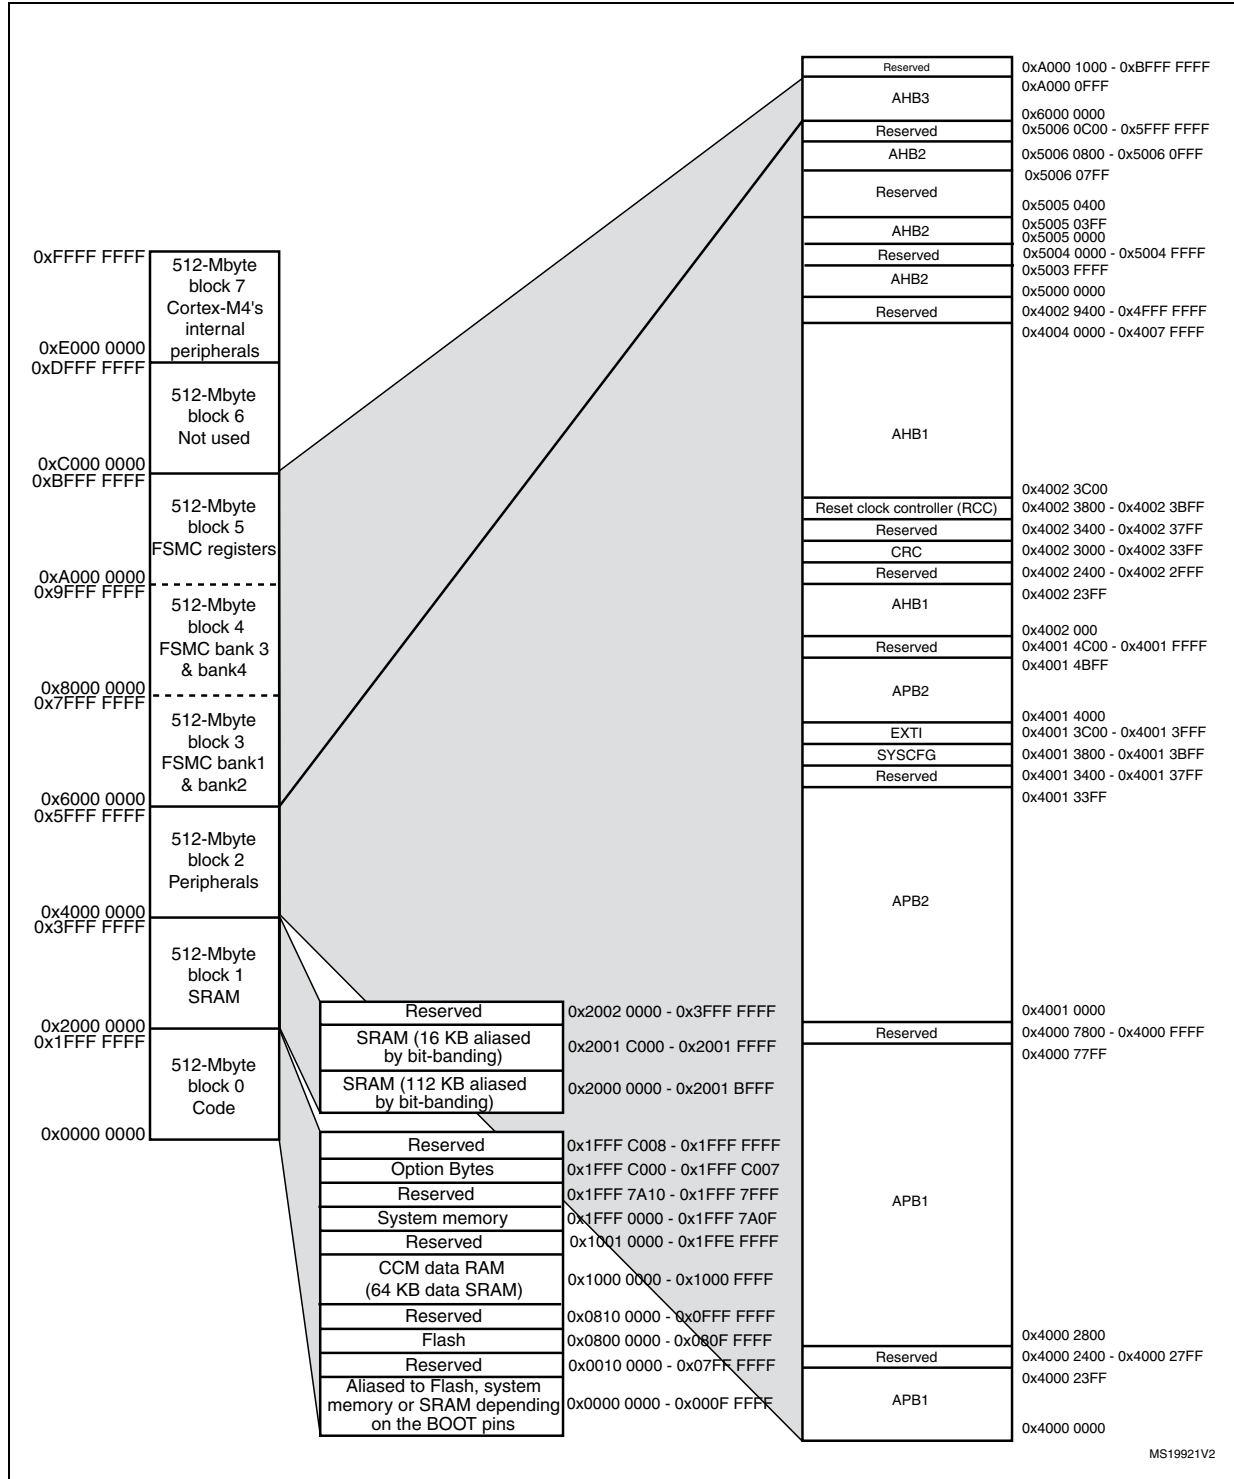 0xFFFF FFFF
512-Mbyte
block 7
Cortex-M4's
internal
peripherals
0xE000 0000
0xDFFF FFFF
512-Mbyte
block 6
Not used
0xC000 0000
0xBFFF FFFF
512-Mbyte
block 5
FSMC registers
0xA000 0000
0x9FFF FFFF
512-Mbyte
block 4
FSMC bank 3
& bank4
0x8000 0000
0x7FFF FFFF
512-Mbyte
block 3
FSMC bank1
& bank2
0x6000 0000
0x5FFF FFFF
512-Mbyte
block 2
Peripherals
0x4000 0000
0x3FFF FFFF
512-Mbyte
block 1
SRAM
0x2000 0000
0x1FFF FFFF
512-Mbyte
block 0
Code
0x0000 0000
Reserved 0x2002 0000 - 0x3FFF FFFF
SRAM (16 KB aliased
by bit-banding)
0x2001 C000 - 0x2001 FFFF
SRAM (112 KB aliased
by bit-banding)
0x2000 0000 - 0x2001 BFFF
Reserved 0x1FFF C008 - 0x1FFF FFFF
Option Bytes 0x1FFF C000 - 0x1FFF C007
Reserved 0x1FFF 7A10 - 0x1FFF 7FFF
System memory 0x1FFF 0000 - 0x1FFF 7A0F
Reserved 0x1001 0000 - 0x1FFE FFFF
CCM data RAM
(64 KB data SRAM)
0x1000 0000 - 0x1000 FFFF
Reserved 0x0810 0000 - 0x0FFF FFFF
Flash 0x0800 0000 - 0x080F FFFF
Reserved 0x0010 0000 - 0x07FF FFFF
Aliased to Flash, system
memory or SRAM depending
on the BOOT pins
0x0000 0000 - 0x000F FFFF
Reserved 0xA000 1000 - 0xBFFF FFFF
0xA000 0FFF
AHB3
0x6000 0000
Reserved 0x5006 0C00 - 0x5FFF FFFF
AHB2 0x5006 0800 - 0x5006 0FFF
0x5006 07FF
Reserved
0x5005 0400
0x5005 03FF
AHB2
0x5005 0000
Reserved 0x5004 0000 - 0x5004 FFFF
0x5003 FFFF
AHB2
0x5000 0000
Reserved 0x4002 9400 - 0x4FFF FFFF
0x4004 0000 - 0x4007 FFFF
AHB1
0x4002 3C00
Reset clock controller (RCC) 0x4002 3800 - 0x4002 3BFF
Reserved 0x4002 3400 - 0x4002 37FF
CRC 0x4002 3000 - 0x4002 33FF
Reserved 0x4002 2400 - 0x4002 2FFF
0x4002 23FF
AHB1
0x4002 000
Reserved 0x4001 4C00 - 0x4001 FFFF
0x4001 4BFF
APB2
0x4001 4000
EXTI 0x4001 3C00 - 0x4001 3FFF
SYSCFG 0x4001 3800 - 0x4001 3BFF
Reserved 0x4001 3400 - 0x4001 37FF
0x4001 33FF
APB2
0x4001 0000
Reserved 0x4000 7800 - 0x4000 FFFF
0x4000 77FF
APB1
0x4000 2800
Reserved 0x4000 2400 - 0x4000 27FF
0x4000 23FF
APB1
0x4000 0000
MS19921V2